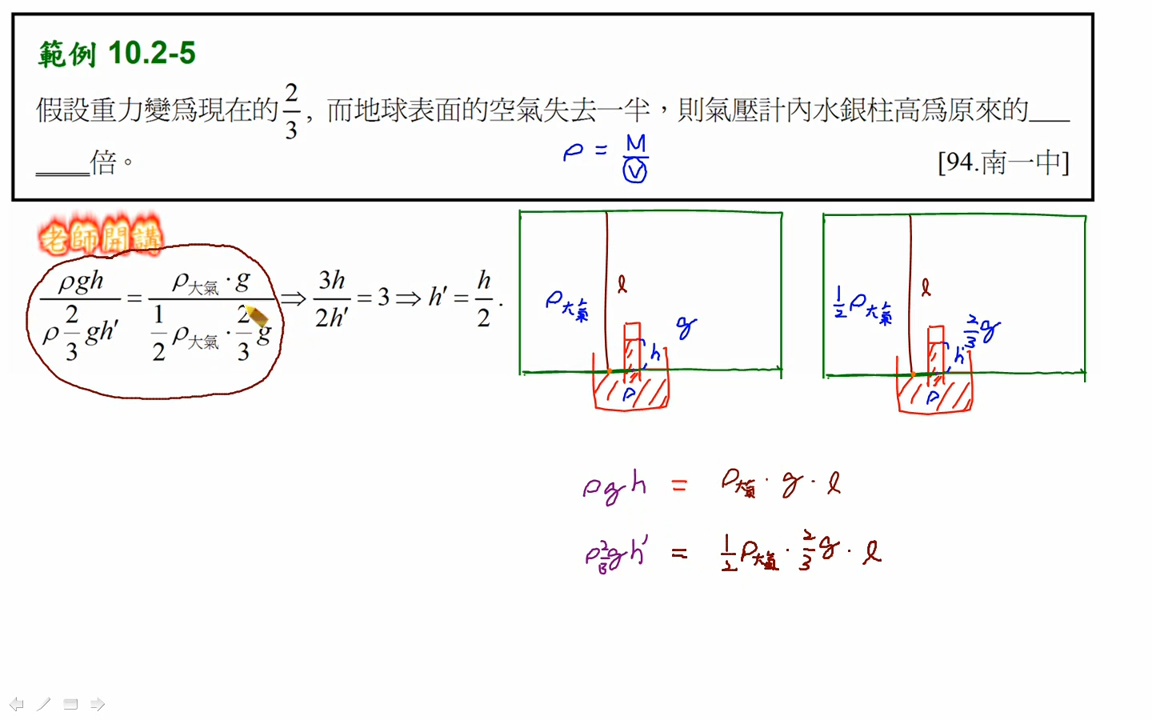 範例 10.2-5
假設重力變為現在的 2/3, 而地球表面的空氣失去一半，則氣壓計內水銀柱高為原來的___
____倍。 [94.南一中]
ρ = M/V
老師開講
ρgh / (ρ 2/3 gh′) = (ρ大氣 · g) / (1/2 ρ大氣 · 2/3 g) ⇒ 3h/2h′ = 3 ⇒ h′ = h/2 .
ρ大氣 l g h ρ
1/2 ρ大氣 l 2/3 g h′ ρ
ρgh = ρ大氣 · g · l
ρ 2/3 gh′ = 1/2 ρ大氣 · 2/3 g · l